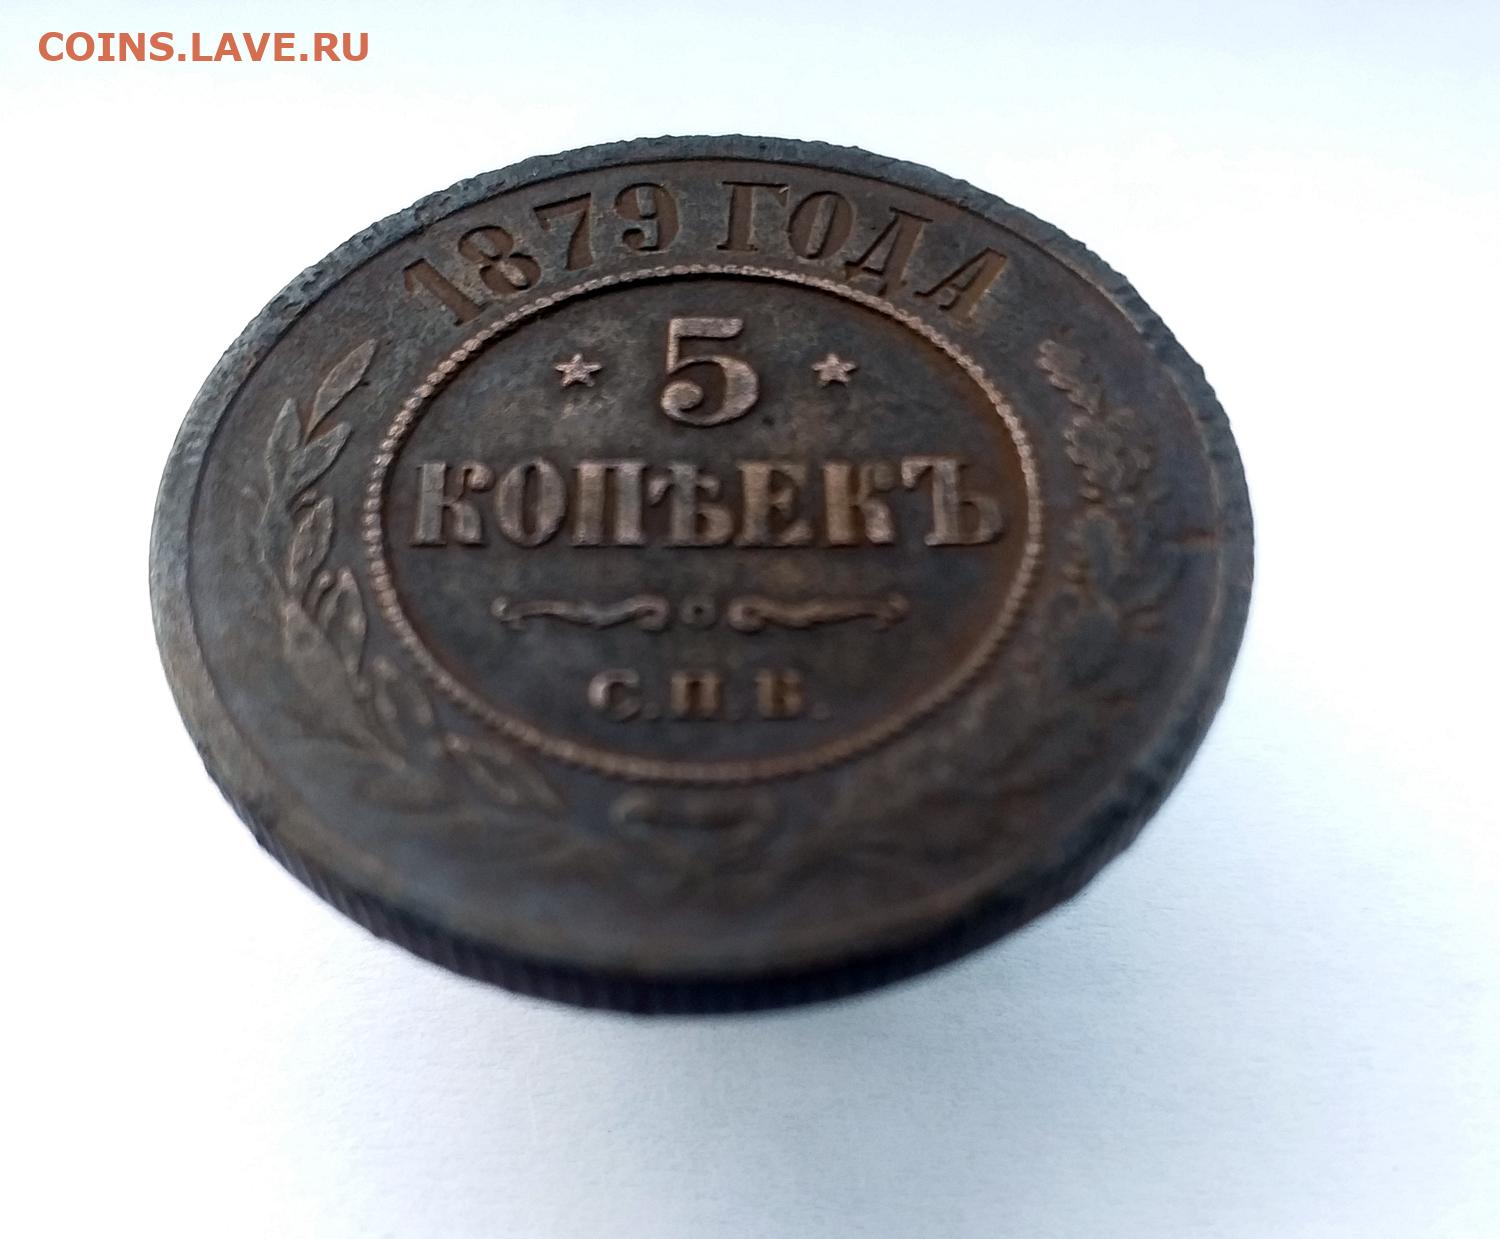 COINS.LAVE.RU
1879 ГОДА
5
КОПѢЕКЪ
С.П.Б.